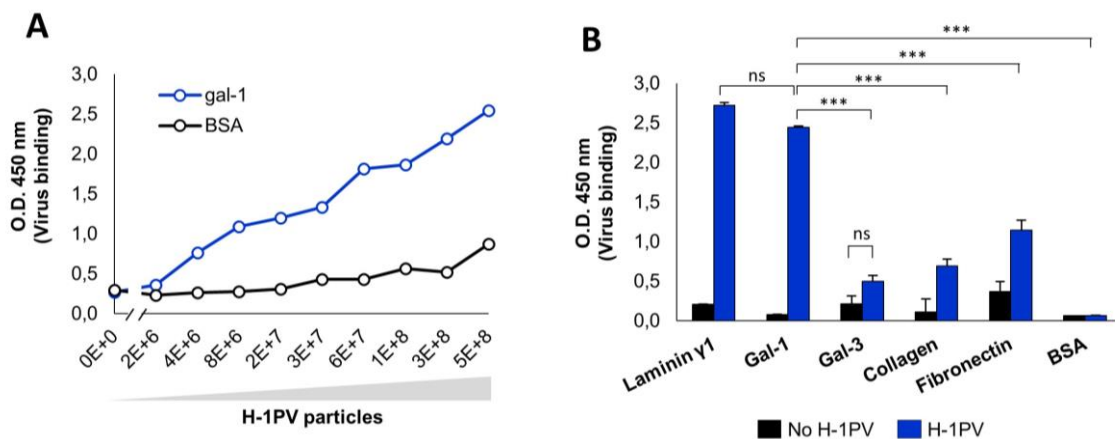 A
O.D. 450 nm
(Virus binding)
3,0
2,5
2,0
1,5
1,0
0,5
0,0
gal-1
BSA
0E+0
2E+6
4E+6
8E+6
2E+7
3E+7
6E+7
1E+8
3E+8
5E+8
H-1PV particles
B
O.D. 450 nm
(Virus binding)
3,0
2,5
2,0
1,5
1,0
0,5
0,0
***
***
ns
***
***
ns
Laminin γ1
Gal-1
Gal-3
Collagen
Fibronectin
BSA
No H-1PV
H-1PV